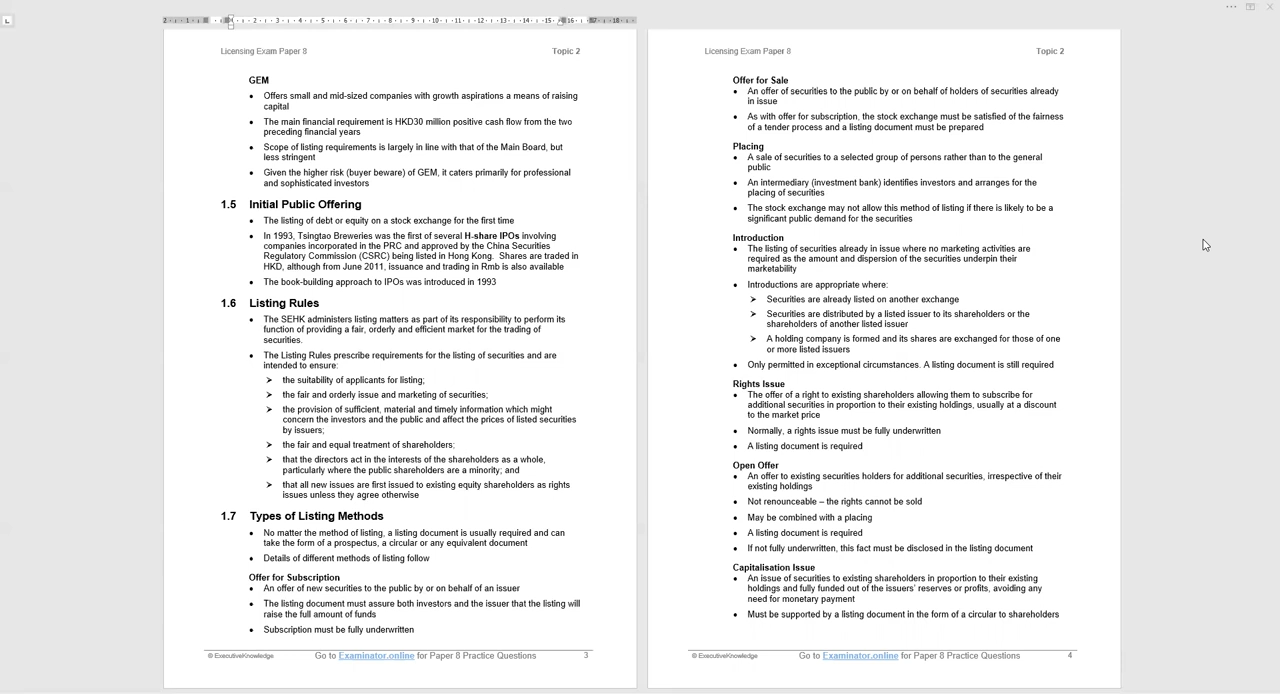 2 · 1 · 1 · 2 · 3 · 4 · 5 · 6 · 7 · 8 · 9 · 10 · 11 · 12 · 13 · 14 · 15 · 16 · 17 · 18
Licensing Exam Paper 8 Topic 2
GEM
• Offers small and mid-sized companies with growth aspirations a means of raising
capital
• The main financial requirement is HKD30 million positive cash flow from the two
preceding financial years
• Scope of listing requirements is largely in line with that of the Main Board, but
less stringent
• Given the higher risk (buyer beware) of GEM, it caters primarily for professional
and sophisticated investors
1.5 Initial Public Offering
• The listing of debt or equity on a stock exchange for the first time
• In 1993, Tsingtao Breweries was the first of several H-share IPOs involving
companies incorporated in the PRC and approved by the China Securities
Regulatory Commission (CSRC) being listed in Hong Kong. Shares are traded in
HKD, although from June 2011, issuance and trading in Rmb is also available
• The book-building approach to IPOs was introduced in 1993
1.6 Listing Rules
• The SEHK administers listing matters as part of its responsibility to perform its
function of providing a fair, orderly and efficient market for the trading of
securities.
• The Listing Rules prescribe requirements for the listing of securities and are
intended to ensure:
➢ the suitability of applicants for listing;
➢ the fair and orderly issue and marketing of securities;
➢ the provision of sufficient, material and timely information which might
concern the investors and the public and affect the prices of listed securities
by issuers;
➢ the fair and equal treatment of shareholders;
➢ that the directors act in the interests of the shareholders as a whole,
particularly where the public shareholders are a minority; and
➢ that all new issues are first issued to existing equity shareholders as rights
issues unless they agree otherwise
1.7 Types of Listing Methods
• No matter the method of listing, a listing document is usually required and can
take the form of a prospectus, a circular or any equivalent document
• Details of different methods of listing follow
Offer for Subscription
• An offer of new securities to the public by or on behalf of an issuer
• The listing document must assure both investors and the issuer that the listing will
raise the full amount of funds
• Subscription must be fully underwritten
© ExecutiveKnowledge Go to Examinator.online for Paper 8 Practice Questions 3
Licensing Exam Paper 8 Topic 2
Offer for Sale
• An offer of securities to the public by or on behalf of holders of securities already
in issue
• As with offer for subscription, the stock exchange must be satisfied of the fairness
of a tender process and a listing document must be prepared
Placing
• A sale of securities to a selected group of persons rather than to the general
public
• An intermediary (investment bank) identifies investors and arranges for the
placing of securities
• The stock exchange may not allow this method of listing if there is likely to be a
significant public demand for the securities
Introduction
• The listing of securities already in issue where no marketing activities are
required as the amount and dispersion of the securities underpin their
marketability
• Introductions are appropriate where:
➢ Securities are already listed on another exchange
➢ Securities are distributed by a listed issuer to its shareholders or the
shareholders of another listed issuer
➢ A holding company is formed and its shares are exchanged for those of one
or more listed issuers
• Only permitted in exceptional circumstances. A listing document is still required
Rights Issue
• The offer of a right to existing shareholders allowing them to subscribe for
additional securities in proportion to their existing holdings, usually at a discount
to the market price
• Normally, a rights issue must be fully underwritten
• A listing document is required
Open Offer
• An offer to existing securities holders for additional securities, irrespective of their
existing holdings
• Not renounceable – the rights cannot be sold
• May be combined with a placing
• A listing document is required
• If not fully underwritten, this fact must be disclosed in the listing document
Capitalisation Issue
• An issue of securities to existing shareholders in proportion to their existing
holdings and fully funded out of the issuers' reserves or profits, avoiding any
need for monetary payment
• Must be supported by a listing document in the form of a circular to shareholders
© ExecutiveKnowledge Go to Examinator.online for Paper 8 Practice Questions 4